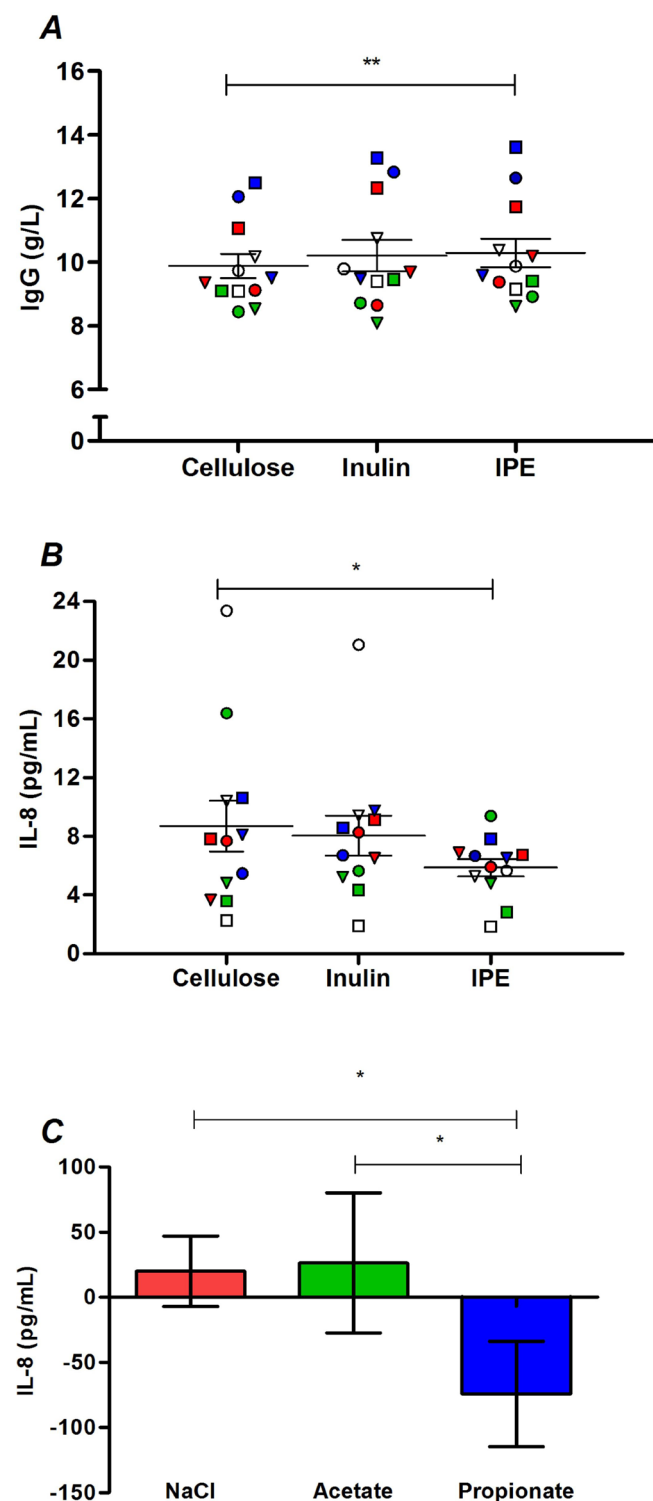 A
**
16
14
12
10
8
6
0
IgG (g/L)
Cellulose Inulin IPE
B
*
24
20
16
12
8
4
0
IL-8 (pg/mL)
Cellulose Inulin IPE
*
C
*
100
50
0
-50
-100
-150
IL-8 (pg/mL)
NaCl Acetate Propionate